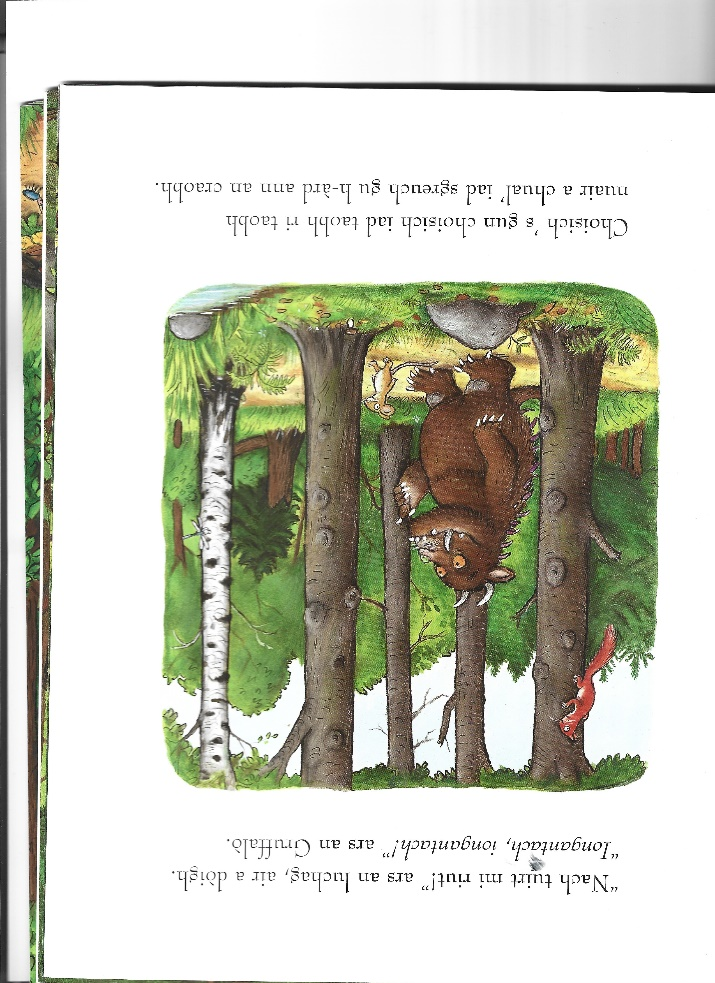 “Nach tuirt mi riut!” ars an luchag, air a dòigh.
“Iongantach, iongantach!” ars an Gruffalò.
Choisich ’s gun choisich iad taobh ri taobh
nuair a chual’ iad sgreuch gu h-àrd ann an craobh.